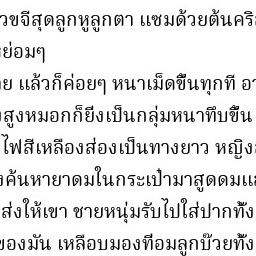 วขจีสุดลูกหูลูกตา แซมด้วยต้นคริ
หย่อมๆ
ย แล้วก็ค่อยๆ หนาเม็ดขึ้นทุกที อา
งสูงหมอกก็ยิ่งเป็นกลุ่มหนาทึบขึ้น
ไฟสีเหลืองส่องเป็นทางยาว หญิง
งค้นหายาดมในกระเป๋ามาสูดดมแ
ส่งให้เขา ชายหนุ่มรับไปใส่ปากทั้ง
ของมัน เหลือบมองที่อมลูกบ๊วยทั้ง